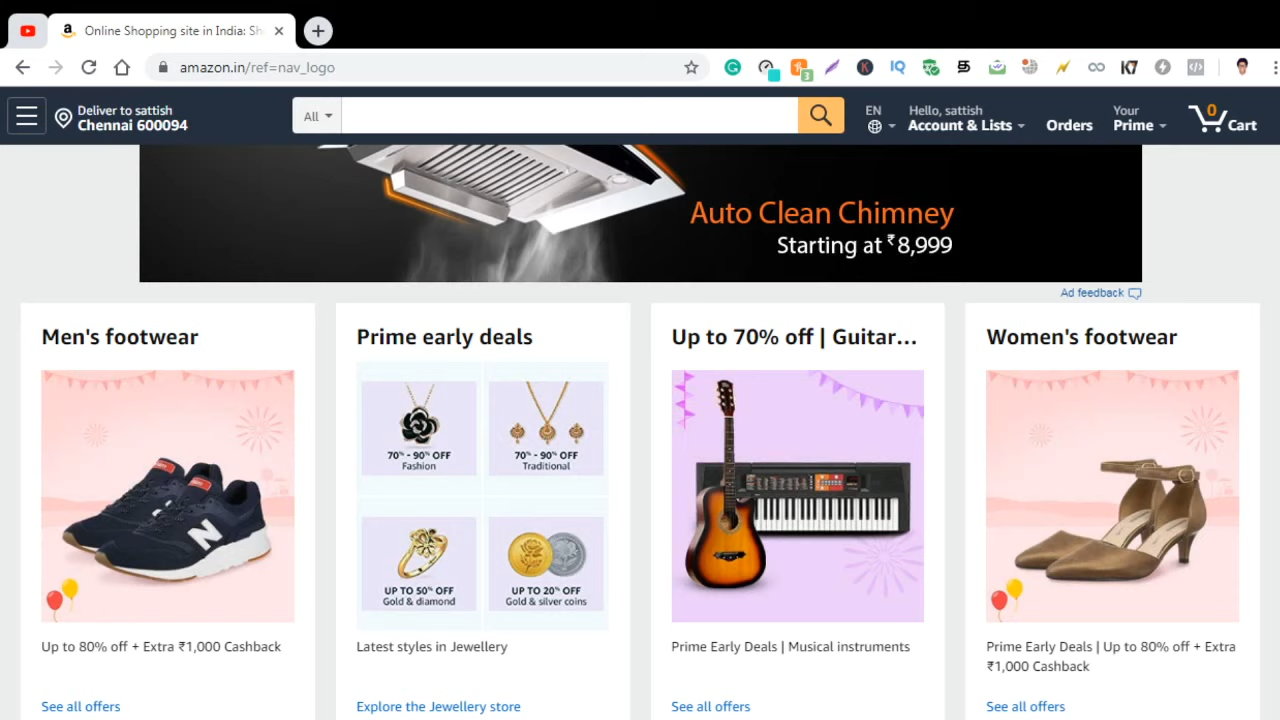 Online Shopping site in India: Sh
amazon.in/ref=nav_logo
3
IQ
K7
Deliver to sattish
Chennai 600094
All
EN
Hello, sattish
Account & Lists
Orders
Your
Prime
0
Cart
Auto Clean Chimney
Starting at ₹8,999
Ad feedback
Men's footwear
N
Up to 80% off + Extra ₹1,000 Cashback
See all offers
Prime early deals
70% - 90% OFF
Fashion
70% - 90% OFF
Traditional
UP TO 50% OFF
Gold & diamond
UP TO 20% OFF
Gold & silver coins
Latest styles in Jewellery
Explore the Jewellery store
Up to 70% off | Guitar...
Prime Early Deals | Musical instruments
See all offers
Women's footwear
Prime Early Deals | Up to 80% off + Extra
₹1,000 Cashback
See all offers